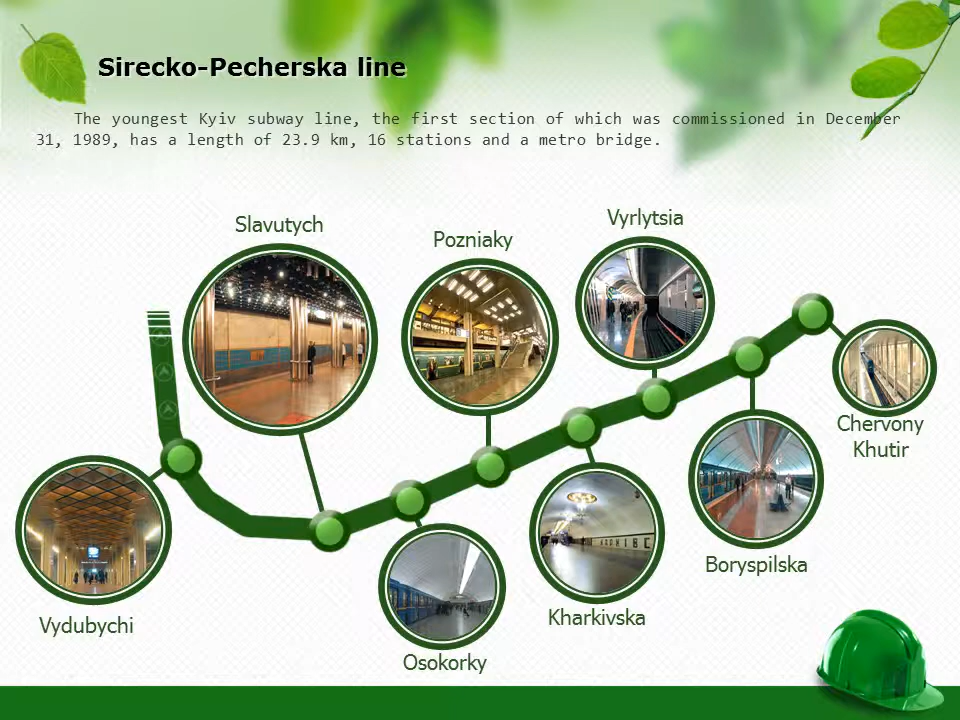 Sirecko-Pecherska line
The youngest Kyiv subway line, the first section of which was commissioned in December
31, 1989, has a length of 23.9 km, 16 stations and a metro bridge.
Vyrlytsia
Slavutych
Pozniaky
Chervony
Khutir
Boryspilska
Kharkivska
Vydubychi
Osokorky